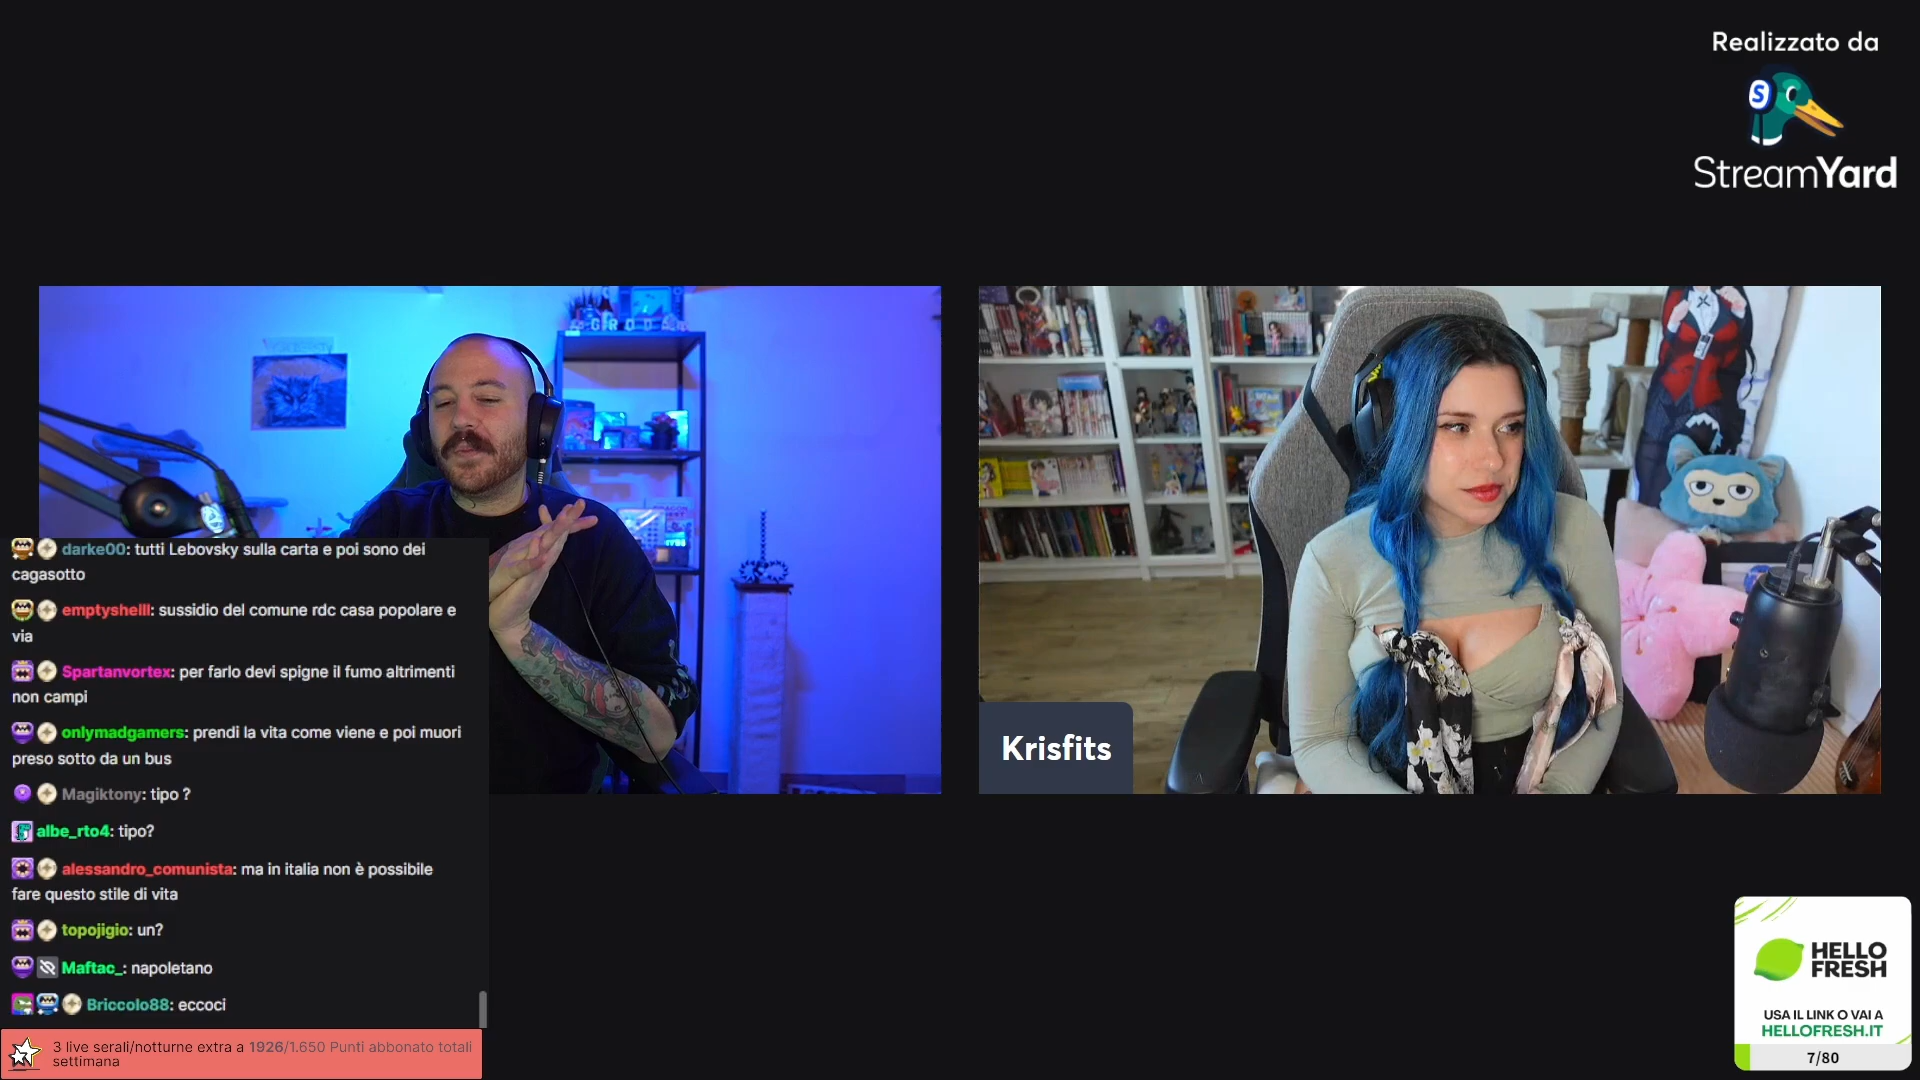 Realizzato da
S
StreamYard
GRODS
darke00: tutti Lebovsky sulla carta e poi sono dei
cagasotto
emptyshelll: sussidio del comune rdc casa popolare e
via
Spartanvortex: per farlo devi spigne il fumo altrimenti
non campi
onlymadgamers: prendi la vita come viene e poi muori
preso sotto da un bus
Magiktony: tipo ?
albe_rto4: tipo?
alessandro_comunista: ma in italia non è possibile
fare questo stile di vita
topojigio: un?
Maftac_: napoletano
Briccolo88: eccoci
3 live serali/notturne extra a 1926/1.650 Punti abbonato totali
settimana
Krisfits
HELLO
FRESH
USA IL LINK O VAI A
HELLOFRESH.IT
7/80